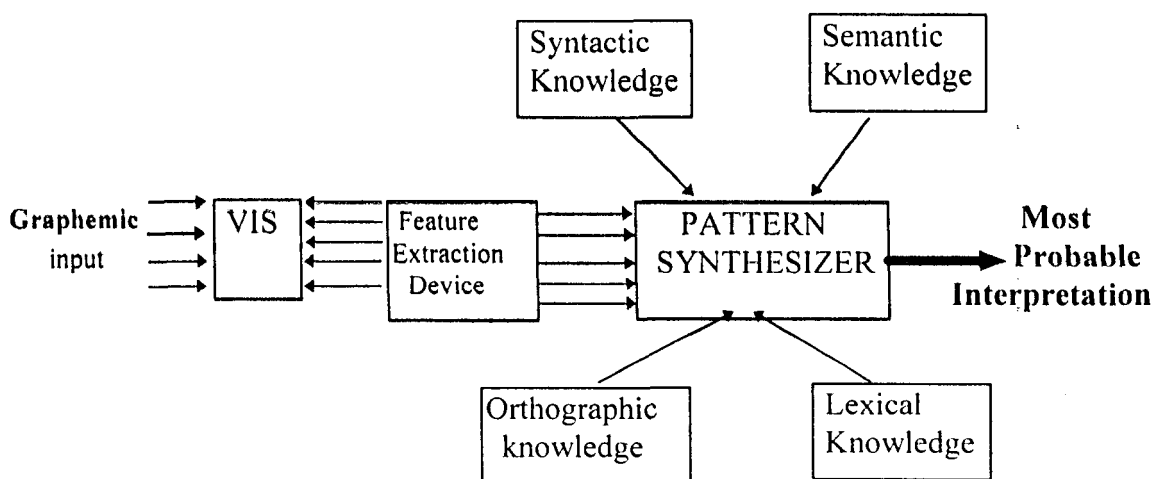 Syntactic
Knowledge
Semantic
Knowledge
Graphemic
input
VIS
Feature
Extraction
Device
PATTERN
SYNTHESIZER
Most
Probable
Interpretation
Orthographic
knowledge
Lexical
Knowledge